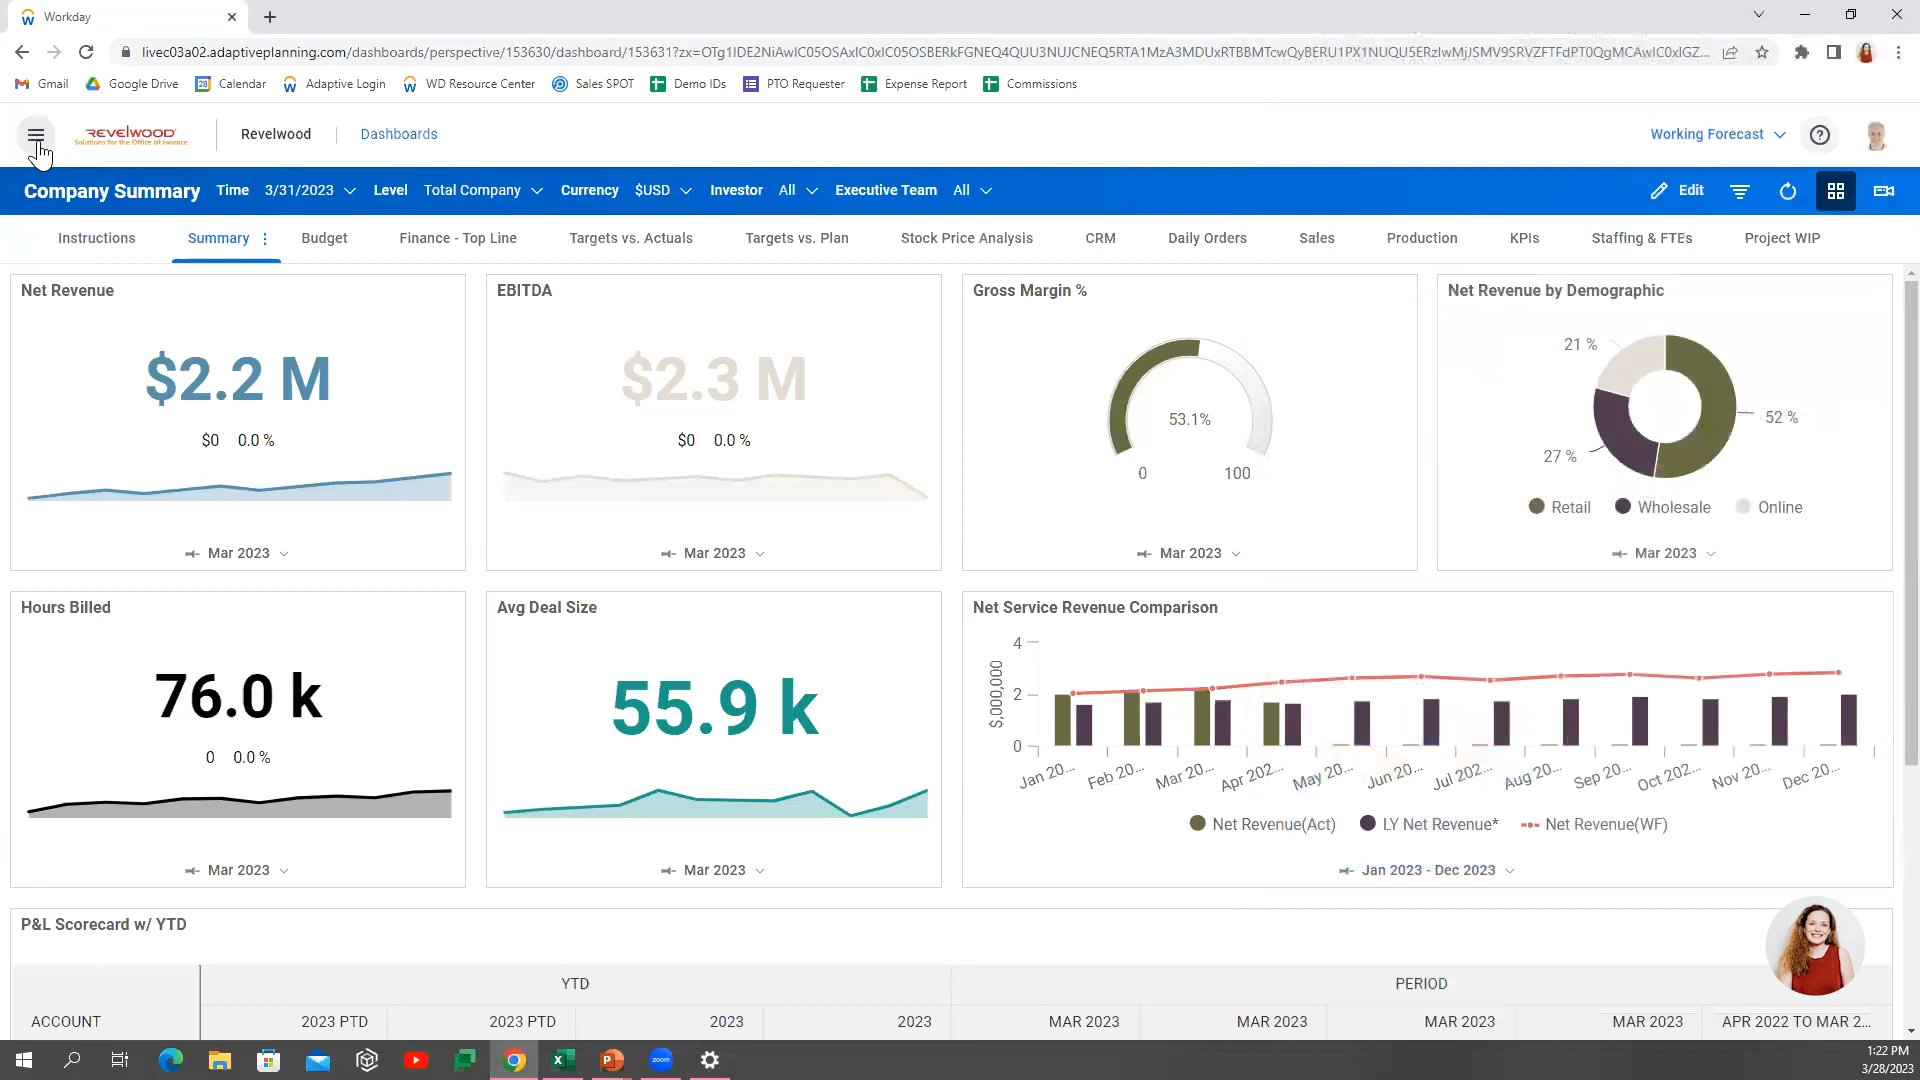 Workday
livec03a02.adaptiveplanning.com/dashboards/perspective/153630/dashboard/153631?
Gmail Google Drive Calendar Adaptive Login WD Resource Center Sales SPOT Demo IDs PTO Requester Expense Report Commissions
REVELWOOD
Solutions for the Office of Finance
Revelwood Dashboards Working Forecast
Company Summary Time 3/31/2023 Level Total Company Currency $USD Investor All Executive Team All Edit
Instructions Summary Budget Finance - Top Line Targets vs. Actuals Targets vs. Plan Stock Price Analysis CRM Daily Orders Sales Production KPIs Staffing & FTEs Project WIP
Net Revenue
$2.2 M
$0 0.0 %
Mar 2023
EBITDA
$2.3 M
$0 0.0 %
Mar 2023
Gross Margin %
53.1%
0 100
Mar 2023
Net Revenue by Demographic
21 %
52 %
27 %
Retail Wholesale Online
Mar 2023
Hours Billed
76.0 k
0 0.0 %
Mar 2023
Avg Deal Size
55.9 k
Mar 2023
Net Service Revenue Comparison
$,000,000
4
2
0
Jan 20... Feb 20... Mar 20... Apr 202... May 20... Jun 20... Jul 202... Aug 20... Sep 20... Oct 202... Nov 20... Dec 20...
Net Revenue(Act) LY Net Revenue* Net Revenue(WF)
Jan 2023 - Dec 2023
P&L Scorecard w/ YTD
YTD PERIOD
ACCOUNT 2023 PTD 2023 PTD 2023 2023 MAR 2023 MAR 2023 MAR 2023 MAR 2023 APR 2022 TO MAR 2...
zoom
1:22 PM
3/28/2023